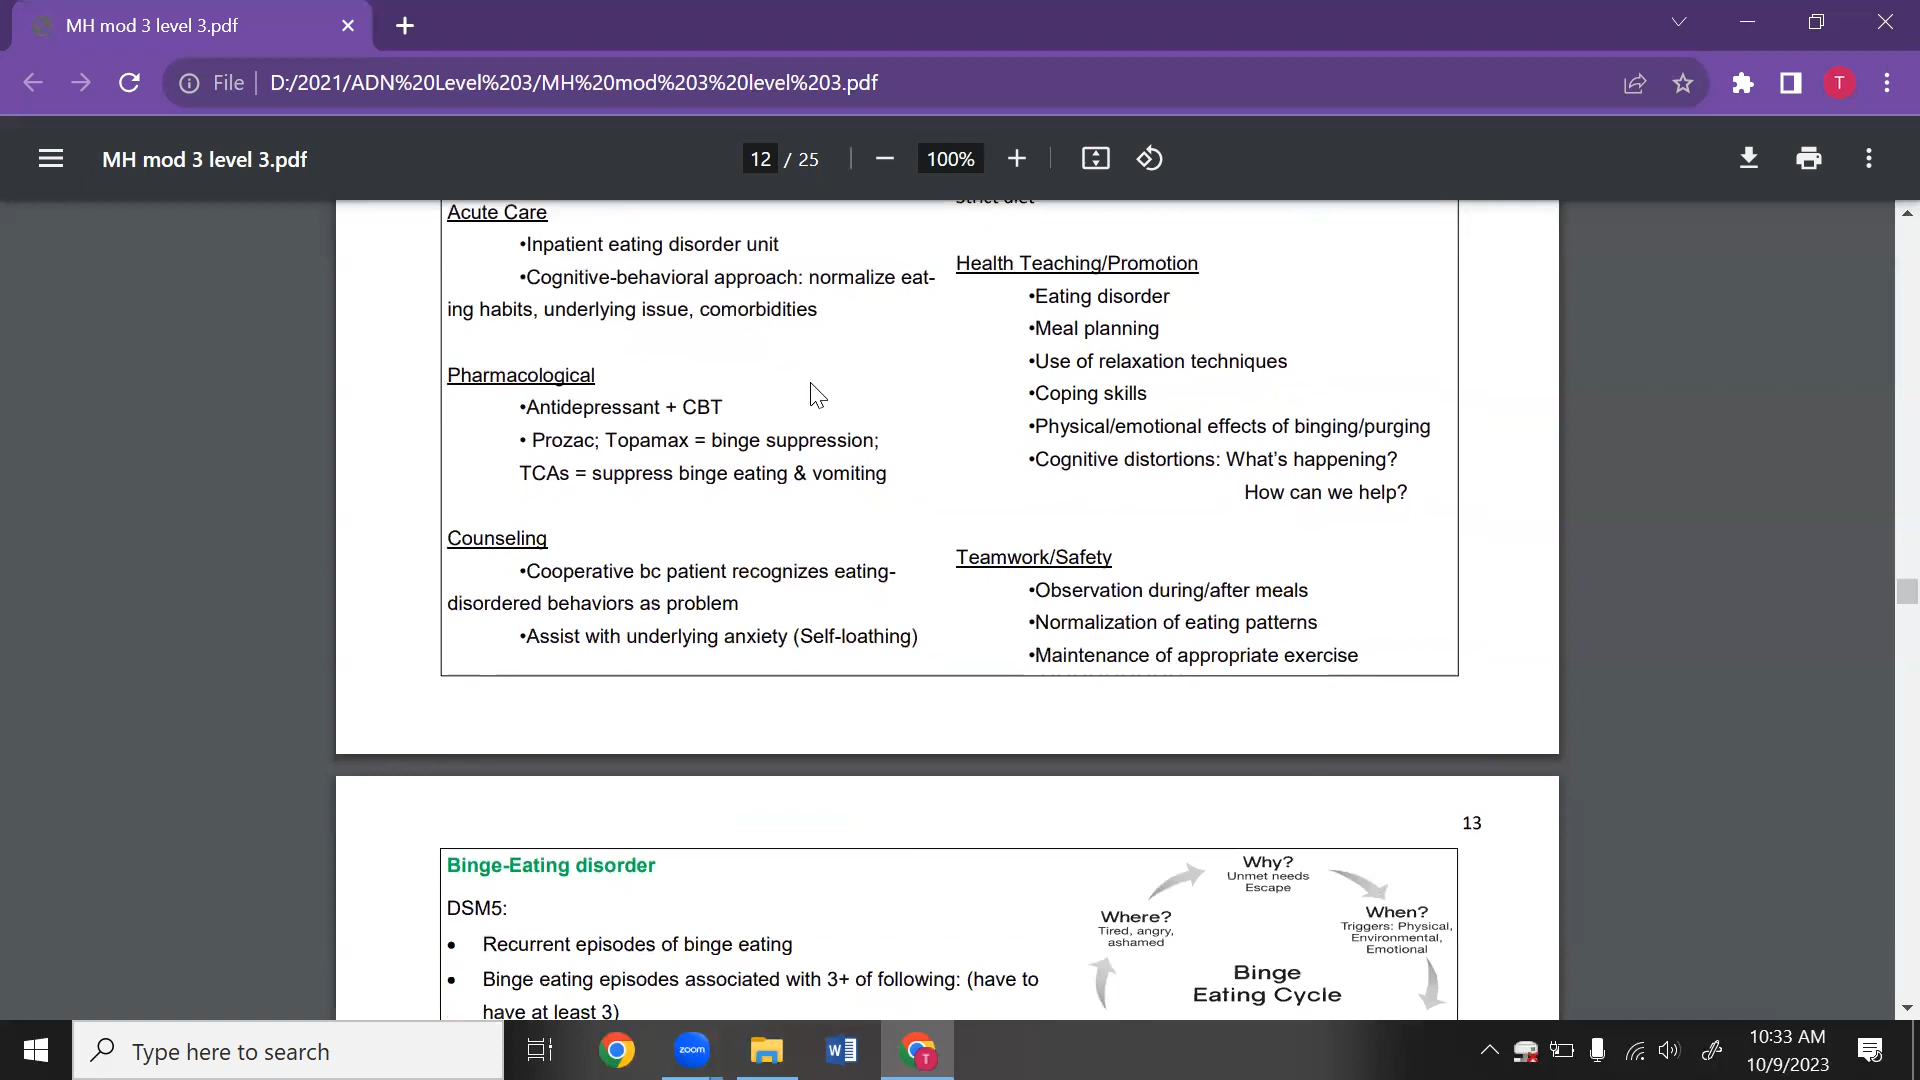 MH mod 3 level 3.pdf
File
D:/2021/ADN%20Level%203/MH%20mod%203%20level%203.pdf
T
MH mod 3 level 3.pdf
12 / 25
100%
Acute Care
•Inpatient eating disorder unit
•Cognitive-behavioral approach: normalize eat-
ing habits, underlying issue, comorbidities
Pharmacological
•Antidepressant + CBT
• Prozac; Topamax = binge suppression;
TCAs = suppress binge eating & vomiting
Counseling
•Cooperative bc patient recognizes eating-
disordered behaviors as problem
•Assist with underlying anxiety (Self-loathing)
Strict diet
Health Teaching/Promotion
•Eating disorder
•Meal planning
•Use of relaxation techniques
•Coping skills
•Physical/emotional effects of binging/purging
•Cognitive distortions: What's happening?
How can we help?
Teamwork/Safety
•Observation during/after meals
•Normalization of eating patterns
•Maintenance of appropriate exercise
13
Binge-Eating disorder
DSM5:
• Recurrent episodes of binge eating
• Binge eating episodes associated with 3+ of following: (have to
have at least 3)
Why?
Unmet needs
Escape
Where?
Tired, angry,
ashamed
When?
Triggers: Physical,
Environmental,
Emotional
Binge
Eating Cycle
Type here to search
zoom
W
T
10:33 AM
10/9/2023